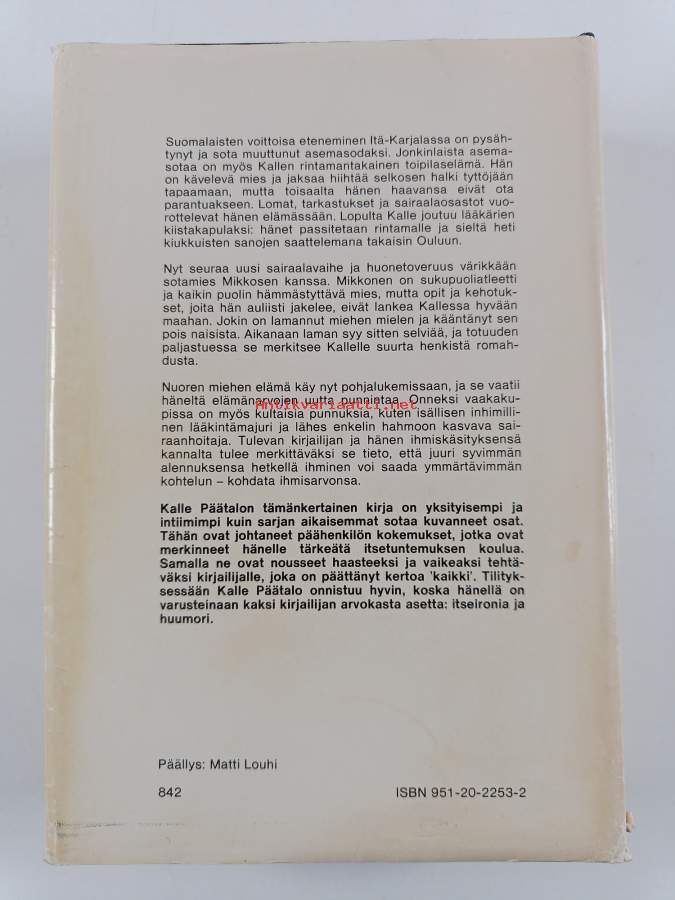 Suomalaisten voittoisa eteneminen Itä-Karjalassa on pysäh-
tynyt ja sota muuttunut asemasodaksi. Jonkinlaista asema-
sotaa on myös Kallen rintamantakainen toipilaselämä. Hän
on kävelevä mies ja jaksaa hiihtää selkosen halki tyttöjään
tapaamaan, mutta toisaalta hänen haavansa eivät ota
parantuakseen. Lomat, tarkastukset ja sairaalaosastot vuo-
rottelevat hänen elämässään. Lopulta Kalle joutuu lääkärien
kiistakapulaksi: hänet passitetaan rintamalle ja sieltä heti
kiukkuisten sanojen saattelemana takaisin Ouluun.
Nyt seuraa uusi sairaalavaihe ja huonetoveruus värikkään
sotamies Mikkosen kanssa. Mikkonen on sukupuoliatleetti
ja kaikin puolin hämmästyttävä mies, mutta opit ja kehotuk-
set, joita hän auliisti jakelee, eivät lankea Kallessa hyvään
maahan. Jokin on lamannut miehen mielen ja kääntänyt sen
pois naisista. Aikanaan laman syy sitten selviää, ja totuuden
paljastuessa se merkitsee Kallelle suurta henkistä romah-
dusta.
Nuoren miehen elämä käy nyt pohjalukemissaan, ja se vaatii
häneltä elämänarvojen uutta punnintaa. Onneksi vaakaku-
Antikvariaatti.net
pissa on myös kultaisia punnuksia, kuten isällisen inhimilli-
nen lääkintämajuri ja lähes enkelin hahmoon kasvava sai-
raanhoitaja. Tulevan kirjailijan ja hänen ihmiskäsityksensä
kannalta tulee merkittäväksi se tieto, että juuri syvimmän
alennuksensa hetkellä ihminen voi saada ymmärtävimmän
kohtelun – kohdata ihmisarvonsa.
Kalle Päätalon tämänkertainen kirja on yksityisempi ja
intiimimpi kuin sarjan aikaisemmat sotaa kuvanneet osat.
Tähän ovat johtaneet päähenkilön kokemukset, jotka ovat
merkinneet hänelle tärkeätä itsetuntemuksen koulua.
Samalla ne ovat nousseet haasteeksi ja vaikeaksi tehtä-
väksi kirjailijalle, joka on päättänyt kertoa 'kaikki'. Tilityk-
sessään Kalle Päätalo onnistuu hyvin, koska hänellä on
varusteinaan kaksi kirjailijan arvokasta asetta: itseironia ja
huumori.
Päällys: Matti Louhi
842 ISBN 951-20-2253-2